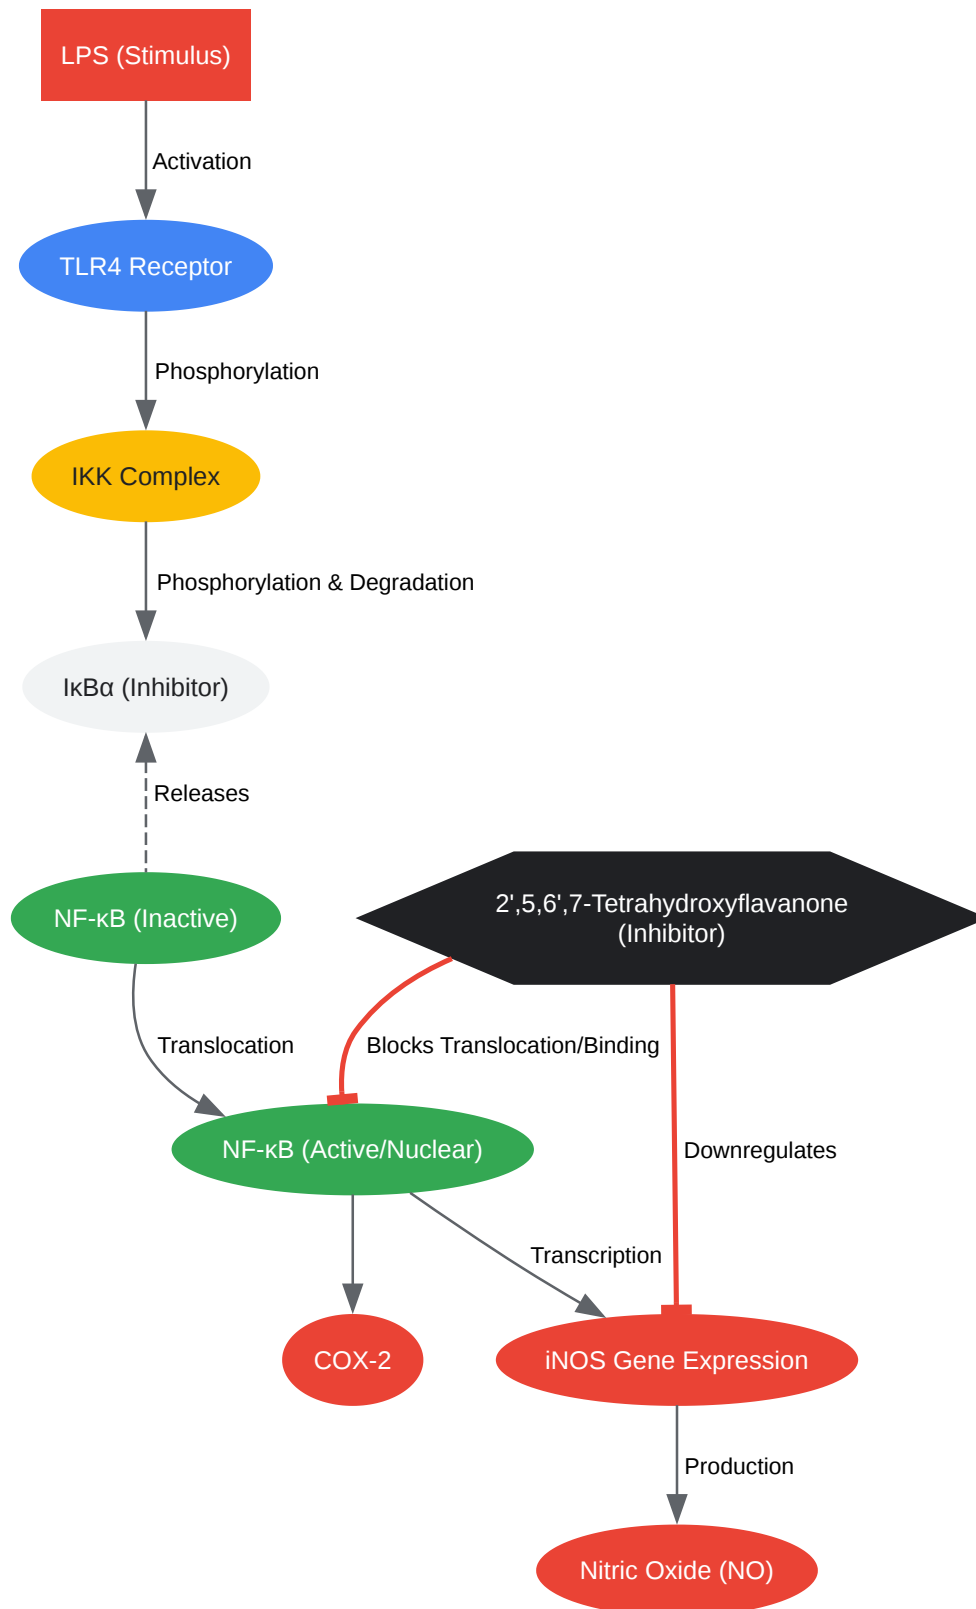 LPS (Stimulus)
Activation
TLR4 Receptor
Phosphorylation
IKK Complex
Phosphorylation & Degradation
IκBα (Inhibitor)
Releases
NF-κB (Inactive)
2',5,6',7-Tetrahydroxyflavanone
(Inhibitor)
Translocation
Blocks Translocation/Binding
NF-κB (Active/Nuclear)
Downregulates
Transcription
COX-2
iNOS Gene Expression
Production
Nitric Oxide (NO)